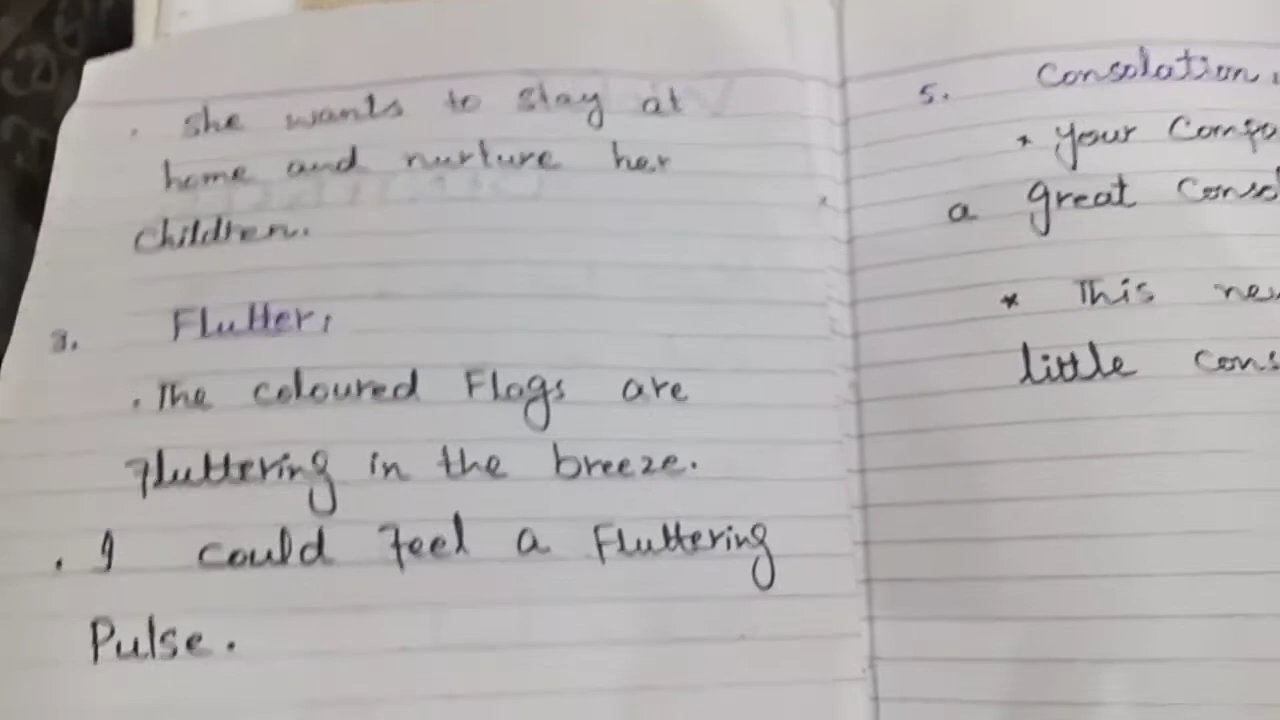 . She wants to stay at
home and nurture her
children.
3. Flutter,
. The coloured Flags are
fluttering in the breeze.
. I could feel a Fluttering
Pulse.
5. Consolation,
* Your
a great
* This
little